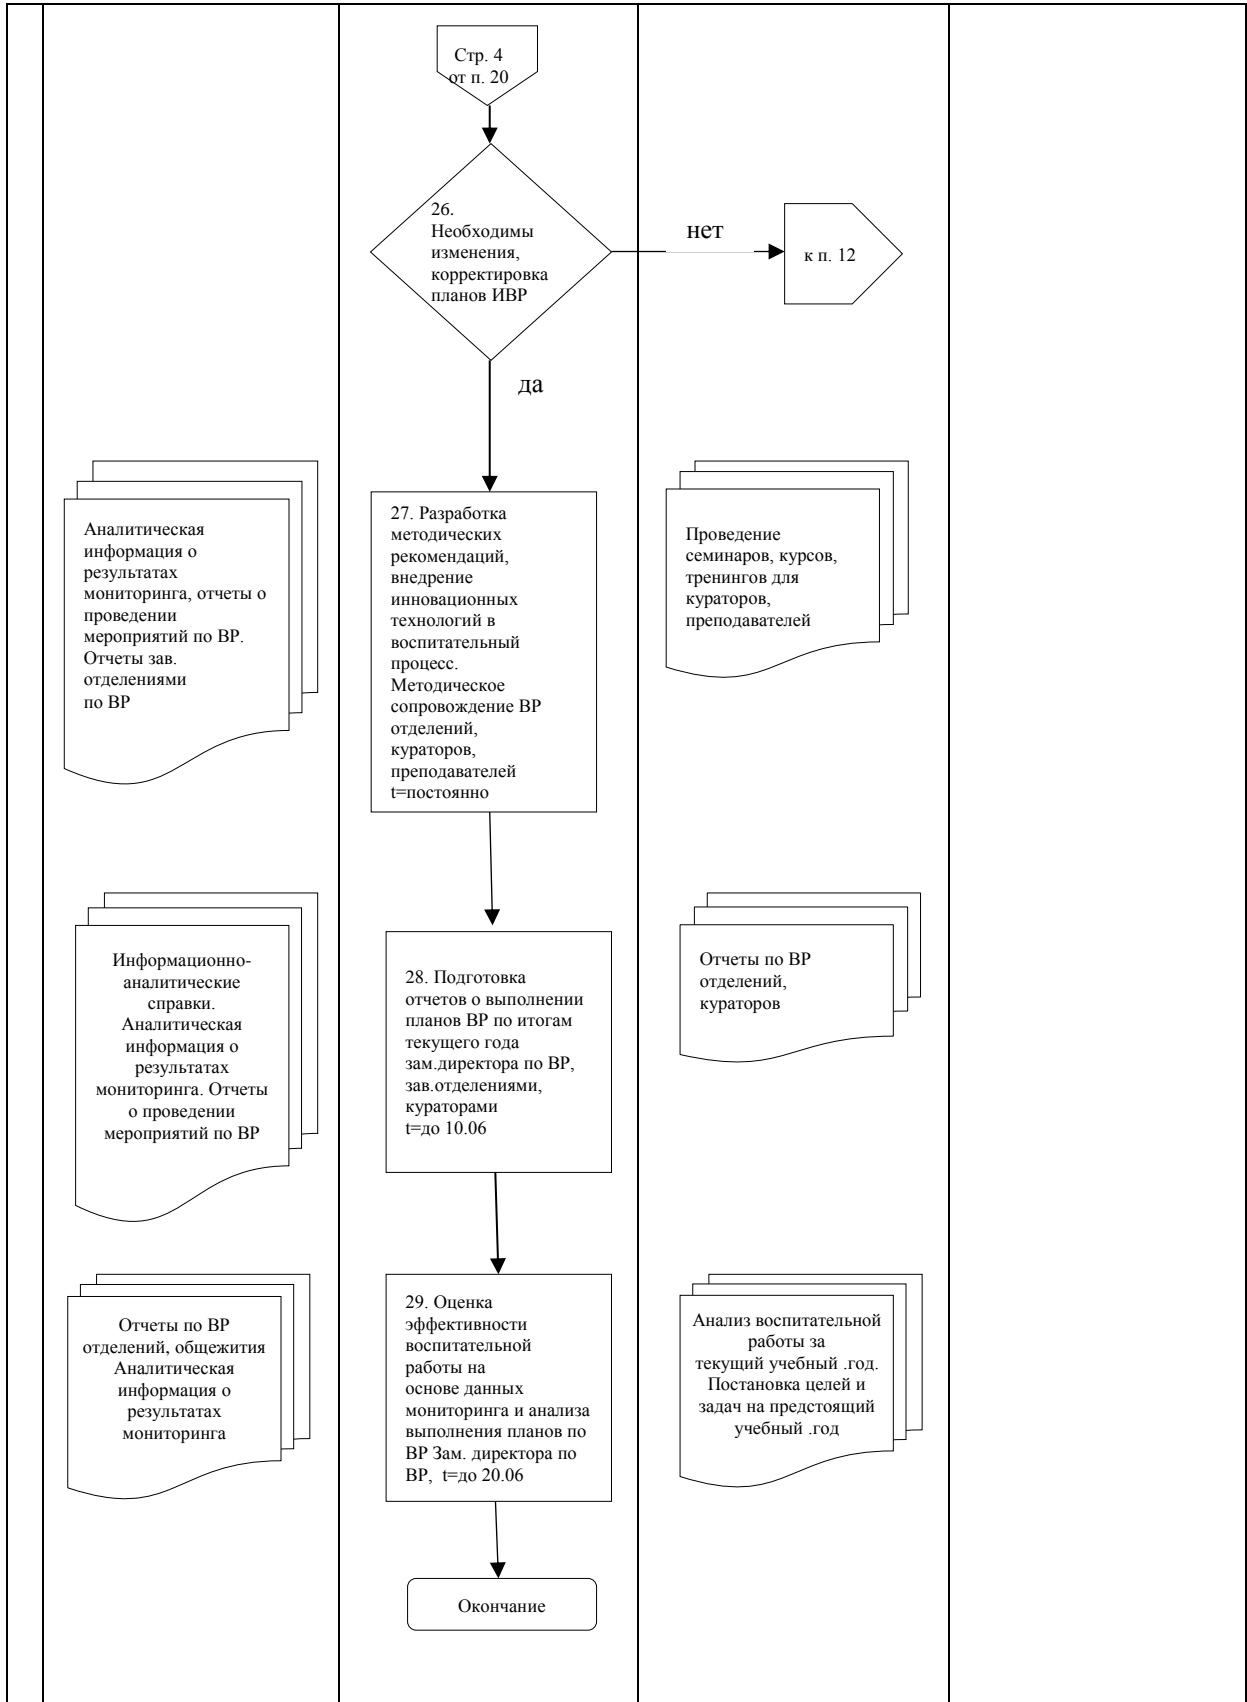 Стр. 4
от п. 20
26.
Необходимы
изменения,
корректировка
планов ИВР
нет
к п. 12
да
Аналитическая
информация о
результатах
мониторинга, отчеты о
проведении
мероприятий по ВР.
Отчеты зав.
отделениями
по ВР
27. Разработка
методических
рекомендаций,
внедрение
инновационных
технологий в
воспитательный
процесс.
Методическое
сопровождение ВР
отделений,
кураторов,
преподавателей
t=постоянно
Проведение
семинаров, курсов,
тренингов для
кураторов,
преподавателей
Информационно-
аналитические
справки.
Аналитическая
информация о
результатах
мониторинга. Отчеты
о проведении
мероприятий по ВР
28. Подготовка
отчетов о выполнении
планов ВР по итогам
текущего года
зам.директора по ВР,
зав.отделениями,
кураторами
t=до 10.06
Отчеты по ВР
отделений,
кураторов
Отчеты по ВР
отделений, общежития
Аналитическая
информация о
результатах
мониторинга
29. Оценка
эффективности
воспитательной
работы на
основе данных
мониторинга и анализа
выполнения планов по
ВР Зам. директора по
ВР,  t=до 20.06
Анализ воспитательной
работы за
текущий учебный .год.
Постановка целей и
задач на предстоящий
учебный .год
Окончание